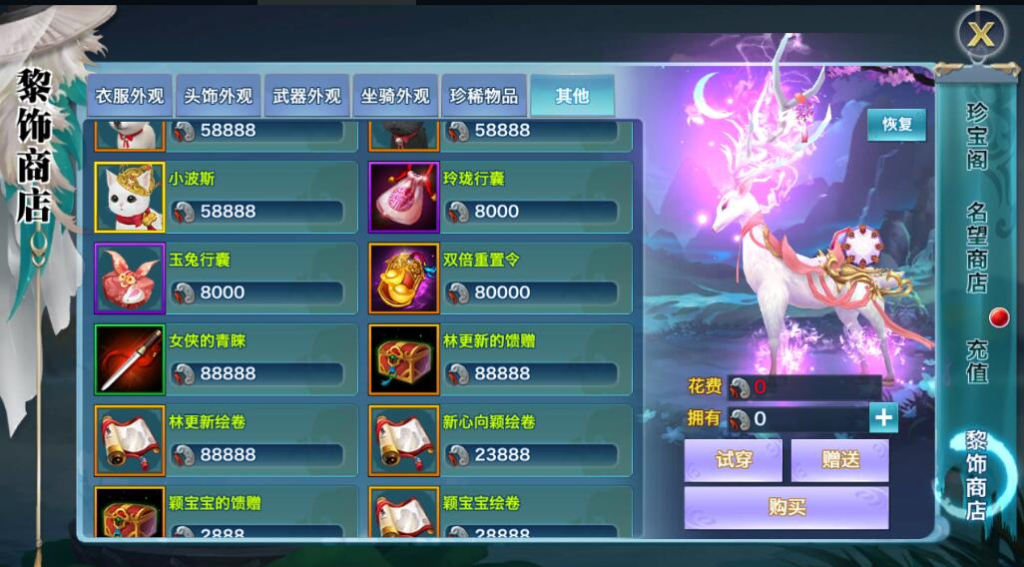 黎饰商店
衣服外观 头饰外观 武器外观 坐骑外观 珍稀物品 其他
58888 58888
小波斯 玲珑行囊
58888 8000
玉兔行囊 双倍重置令
8000 80000
女侠的青睐 林更新的馈赠
88888 88888
林更新绘卷 新心向颖绘卷
88888 23888
颖宝宝的馈赠 颖宝宝绘卷
2888 28888
恢复
花费 0
拥有 0 +
试穿 赠送
购买
X
珍宝阁
名望商店
充值
黎饰商店